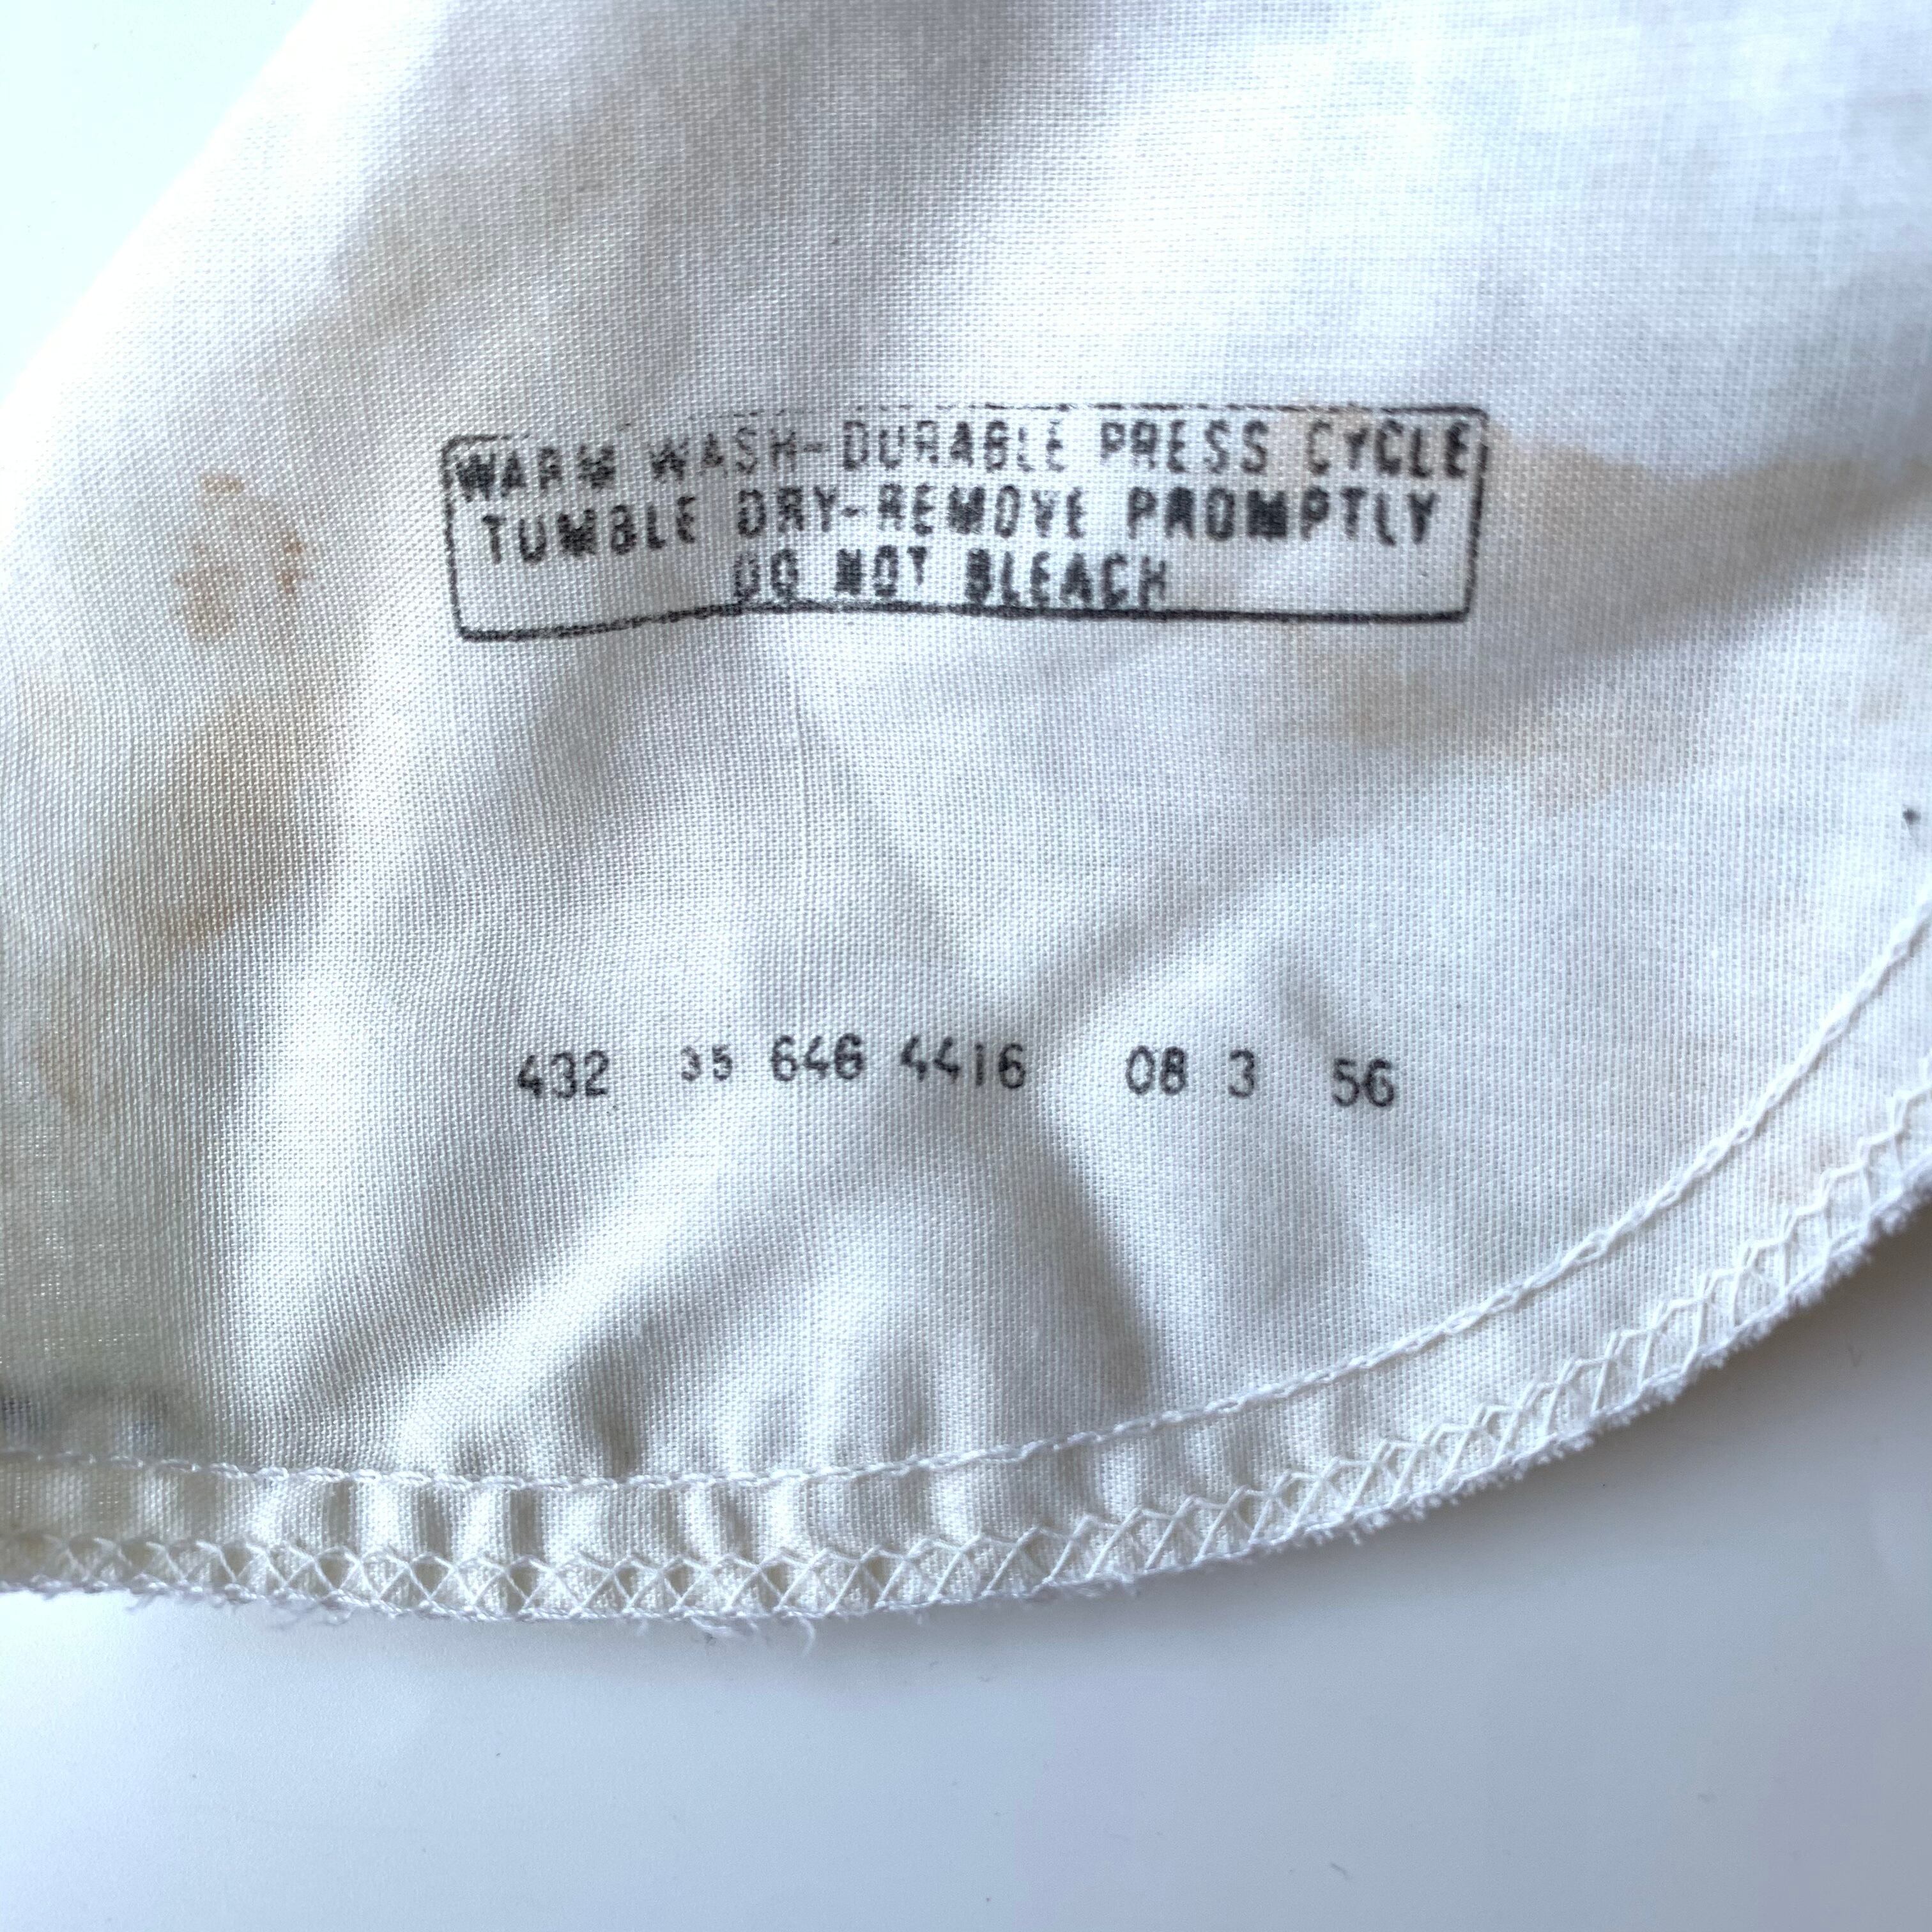 WARM WASH-DURABLE PRESS CYCLE
TUMBLE DRY-REMOVE PROMPTLY
DO NOT BLEACH
432 35 646 4416 08 3 56